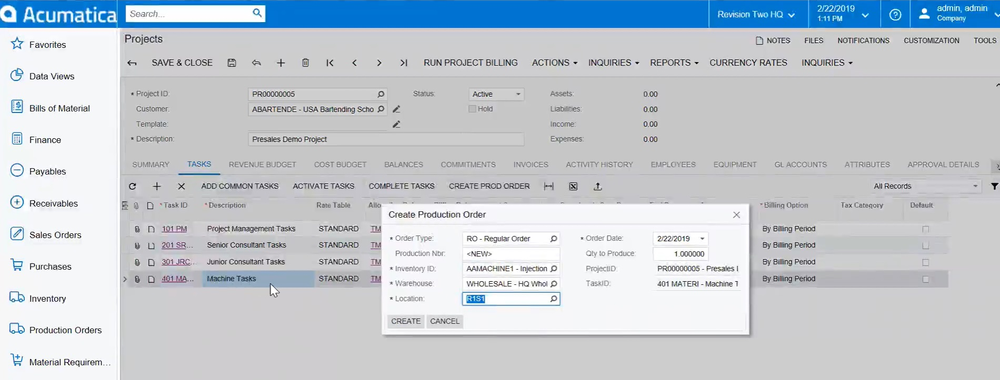 Acumatica
Search...
Revision Two HQ
2/22/2019
1:11 PM
admin, admin
Company
Favorites
Data Views
Bills of Material
Finance
Payables
Receivables
Sales Orders
Purchases
Inventory
Production Orders
Material Requirem...
Projects
NOTES FILES NOTIFICATIONS CUSTOMIZATION TOOLS
SAVE & CLOSE RUN PROJECT BILLING ACTIONS INQUIRIES REPORTS CURRENCY RATES INQUIRIES
* Project ID: PR00000005 Status: Active Assets: 0.00
Customer: ABARTENDE - USA Bartending Scho Hold Liabilities: 0.00
Template: Income: 0.00
* Description: Presales Demo Project Expenses: 0.00
SUMMARY TASKS REVENUE BUDGET COST BUDGET BALANCES COMMITMENTS INVOICES ACTIVITY HISTORY EMPLOYEES EQUIPMENT GL ACCOUNTS ATTRIBUTES APPROVAL DETAILS
ADD COMMON TASKS ACTIVATE TASKS COMPLETE TASKS CREATE PROD ORDER All Records
* Task ID * Description Rate Table Allo * Billing Option Tax Category Default
101 PM Project Management Tasks STANDARD TM By Billing Period
201 SR... Senior Consultant Tasks STANDARD TM By Billing Period
301 JRC... Junior Consultant Tasks STANDARD TM By Billing Period
401 MA... Machine Tasks STANDARD TM By Billing Period
Create Production Order
* Order Type: RO - Regular Order * Order Date: 2/22/2019
Production Nbr: <NEW> Qty to Produce: 1.000000
* Inventory ID: AAMACHINE1 - Injection ProjectID: PR00000005 - Presales
* Warehouse: WHOLESALE - HQ Whol TaskID: 401 MATERI - Machine T
* Location: R1S1
CREATE CANCEL